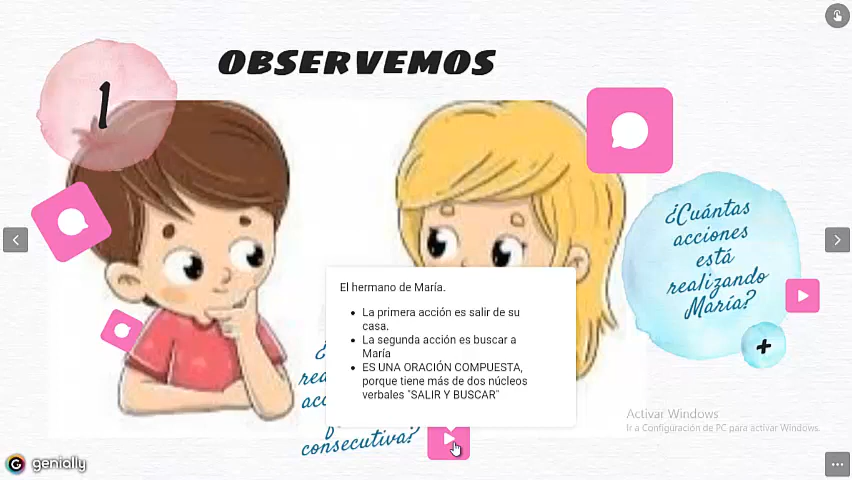 1
OBSERVEMOS
¿Cuántas
acciones
está
realizando
María?
+
El hermano de María.
La primera acción es salir de su
casa.
La segunda acción es buscar a
María
ES UNA ORACIÓN COMPUESTA,
porque tiene más de dos núcleos
verbales "SALIR Y BUSCAR"
consecutiva?
Activar Windows
Ir a Configuración de PC para activar Windows.
genially